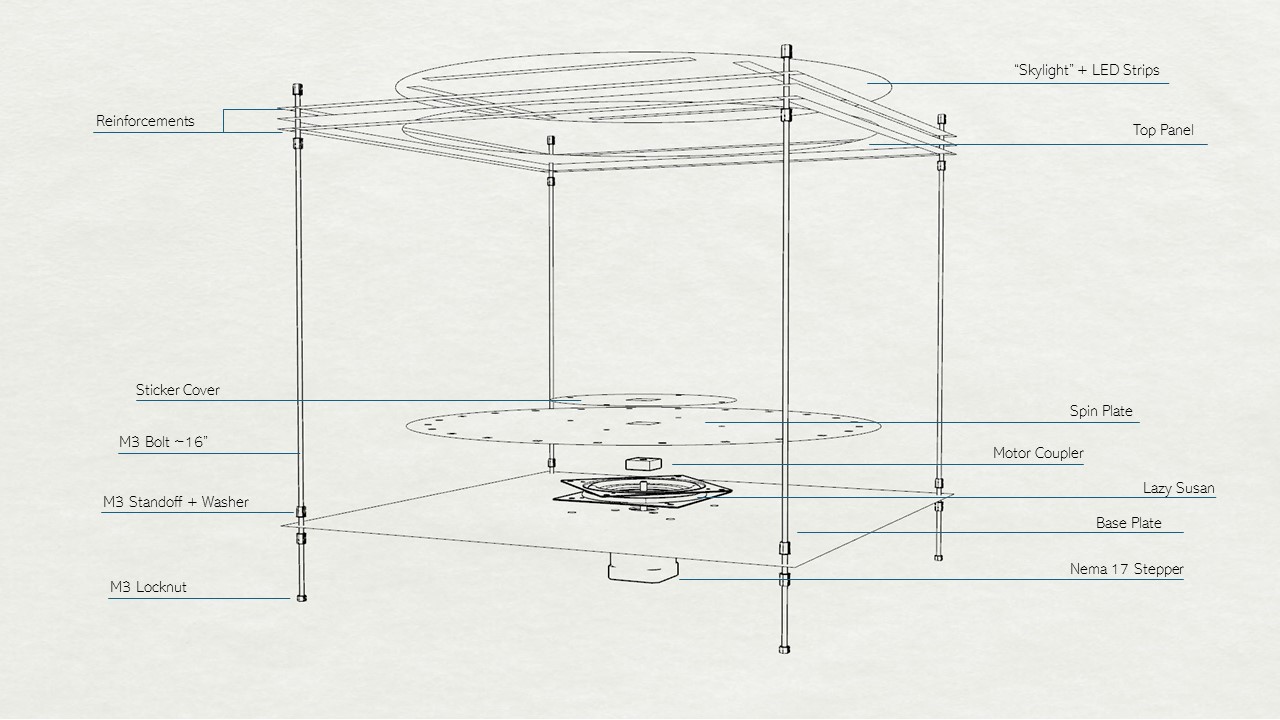 “Skylight” + LED Strips
Reinforcements
Top Panel
Sticker Cover
Spin Plate
M3 Bolt ~16”
Motor Coupler
Lazy Susan
M3 Standoff + Washer
Base Plate
Nema 17 Stepper
M3 Locknut